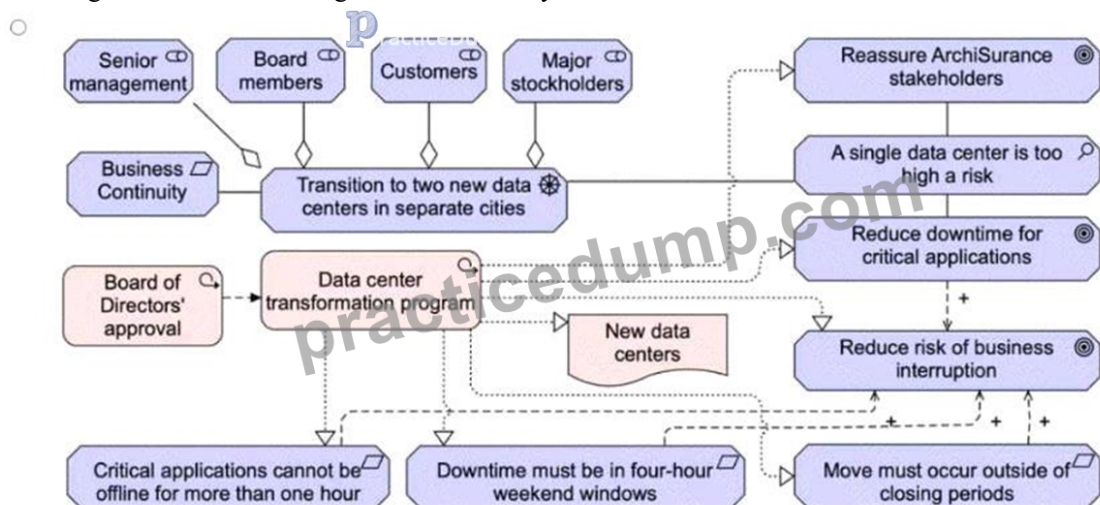 PracticeDu
Senior
management
Board
members
Customers
Major
stockholders
Reassure ArchiSurance
stakeholders
Business
Continuity
Transition to two new data
centers in separate cities
A single data center is too
high a risk
Reduce downtime for
critical applications
Board of
Directors'
approval
Data center
transformation program
practicedump.com
New data
centers
+
Reduce risk of business
interruption
+
+
+
Critical applications cannot be
offline for more than one hour
Downtime must be in four-hour
weekend windows
Move must occur outside of
closing periods